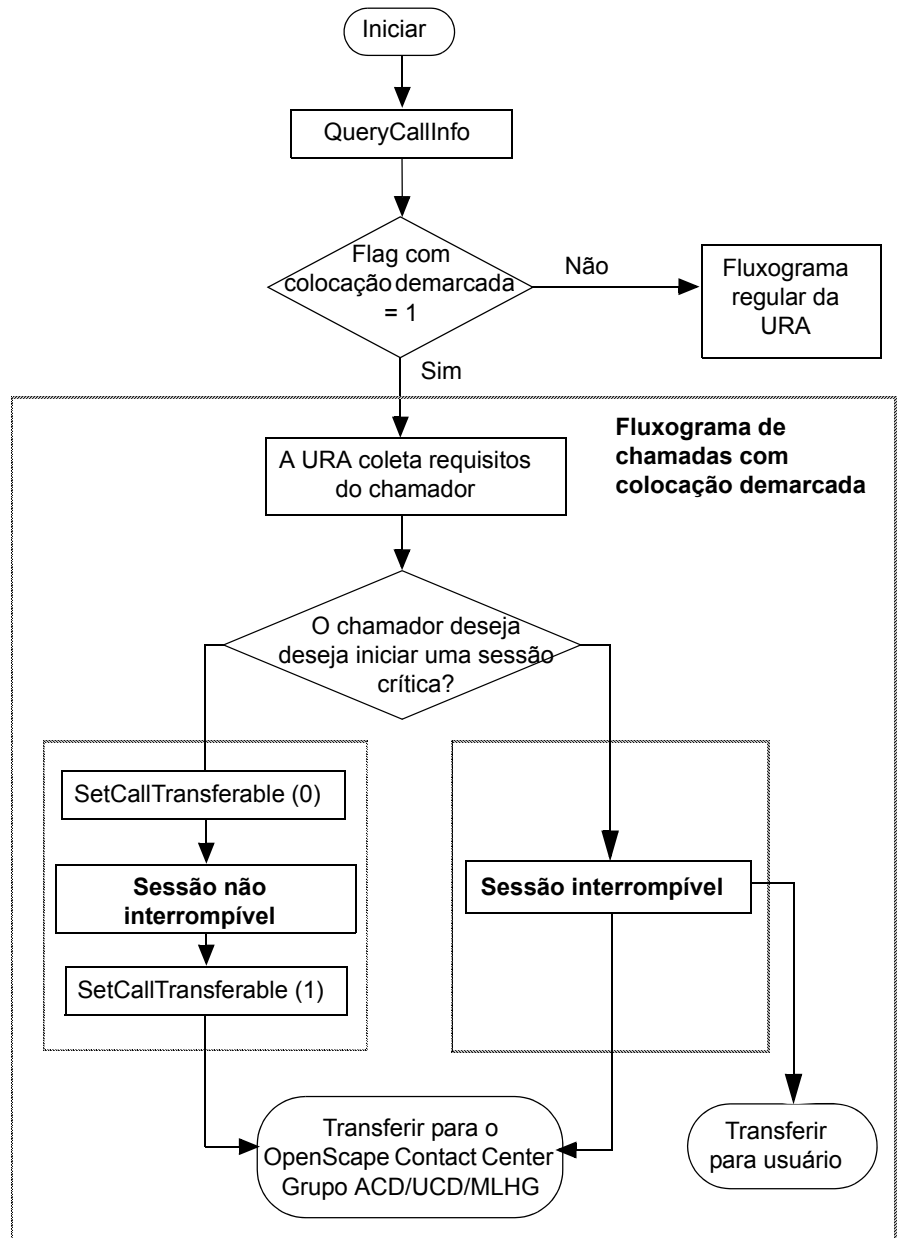 Iniciar
QueryCallInfo
Flag com
colocação demarcada
= 1
Não
Fluxograma
regular da
URA
Sim
Fluxograma de
chamadas com
colocação demarcada
A URA coleta requisitos
do chamador
O chamador deseja
deseja iniciar uma sessão
crítica?
SetCallTransferable (0)
Sessão não
interrompível
SetCallTransferable (1)
Sessão interrompível
Transferir para o
OpenScape Contact Center
Grupo ACD/UCD/MLHG
Transferir
para usuário